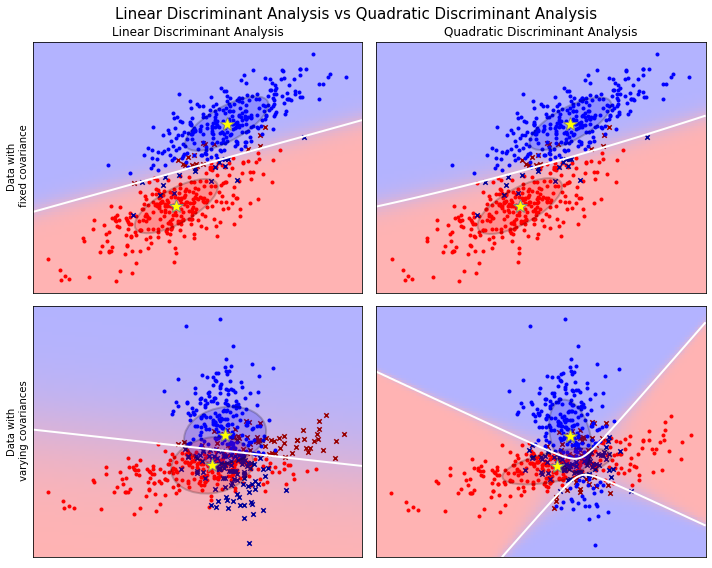 Linear Discriminant Analysis vs Quadratic Discriminant Analysis
Linear Discriminant Analysis
Quadratic Discriminant Analysis
Data with
fixed covariance
Data with
varying covariances